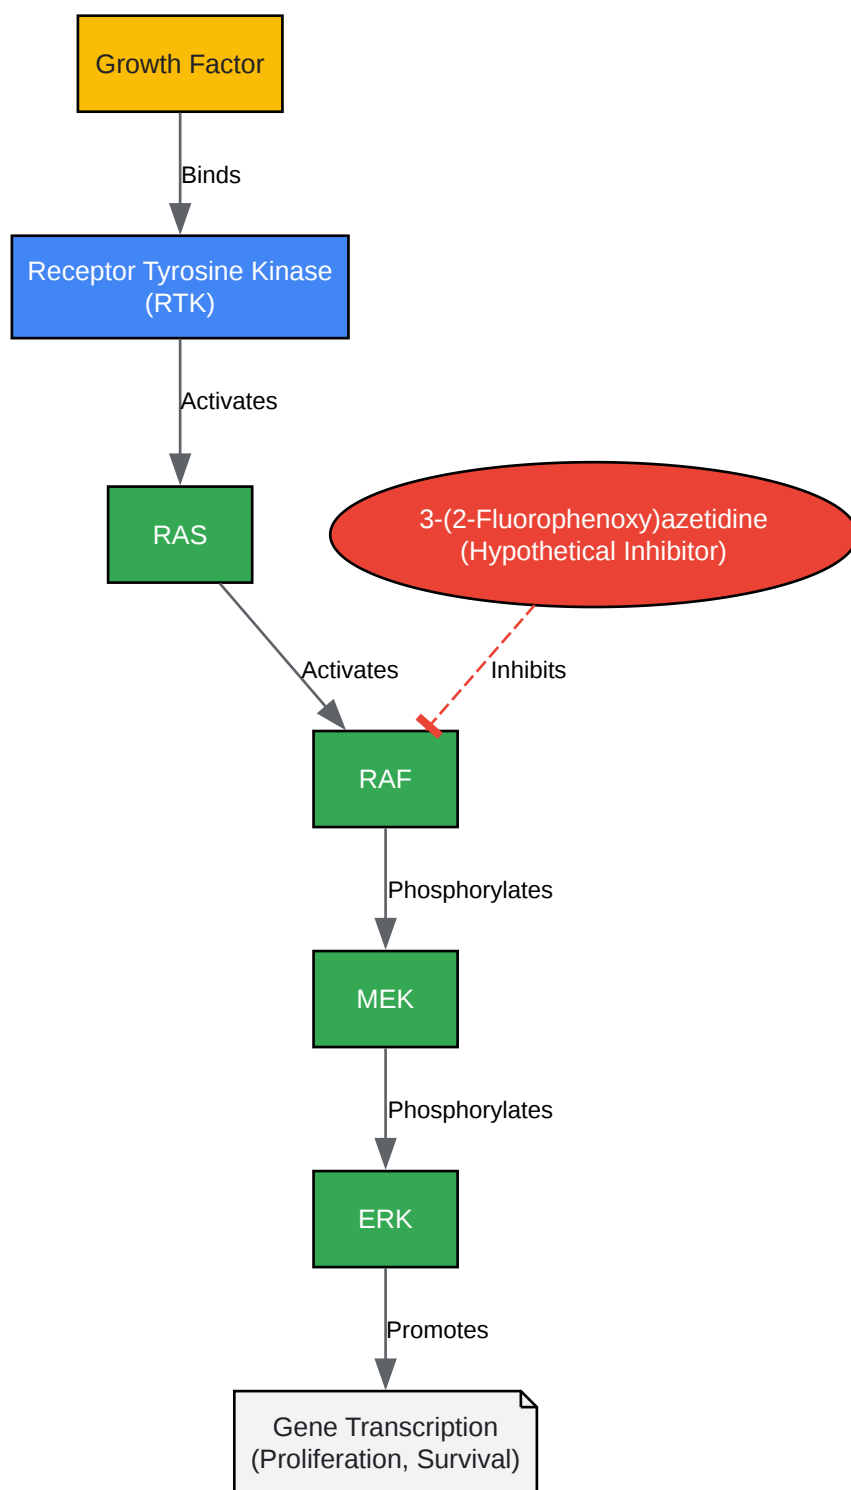 Growth Factor
Binds
Receptor Tyrosine Kinase
(RTK)
Activates
RAS
3-(2-Fluorophenoxy)azetidine
(Hypothetical Inhibitor)
Activates
Inhibits
RAF
Phosphorylates
MEK
Phosphorylates
ERK
Promotes
Gene Transcription
(Proliferation, Survival)